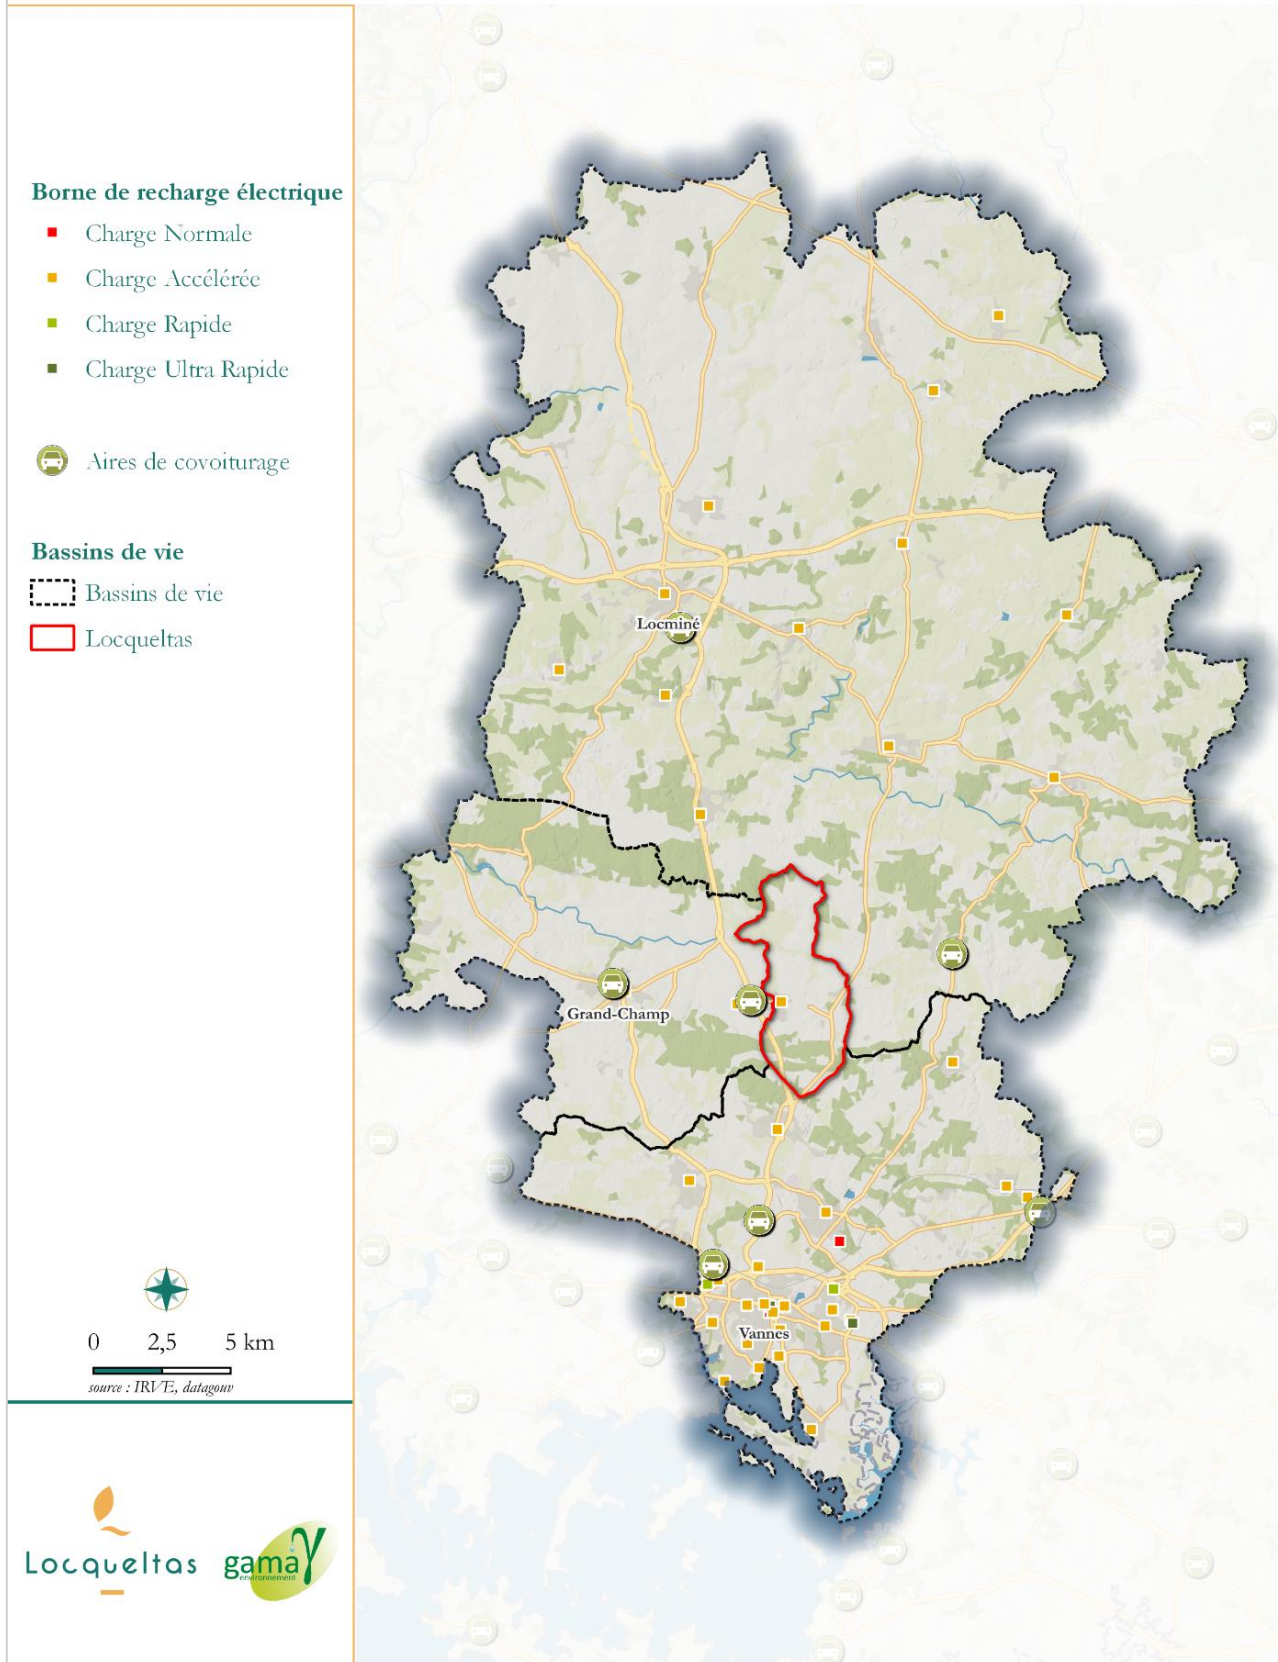 Borne de recharge électrique
Charge Normale
Charge Accélérée
Charge Rapide
Charge Ultra Rapide
Aires de covoiturage
Bassins de vie
Bassins de vie
Locqueltas
Locminé
Grand-Champ
Vannes
0 2,5 5 km
source : IRVE, datagouv
Locqueltas
gama
environnement